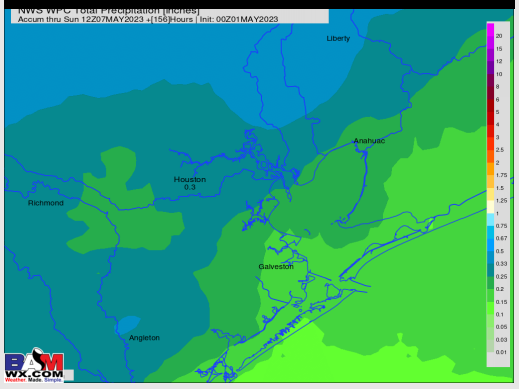 NWS WPC Total Precipitation [inches]
Accum thru Sun 12Z07MAY2023 +[156]Hours | Init: 00Z01MAY2023
Liberty
Anahuac
Houston
0.3
Richmond
Galveston
Angleton
20
15
12
10
8
6
5
4
3
2.5
2
1.75
1.5
1.25
1
0.75
0.67
0.5
0.33
0.25
0.2
0.15
0.1
0.05
0.03
0.01
BAM
WX.COM
Weather. Made. Simple.